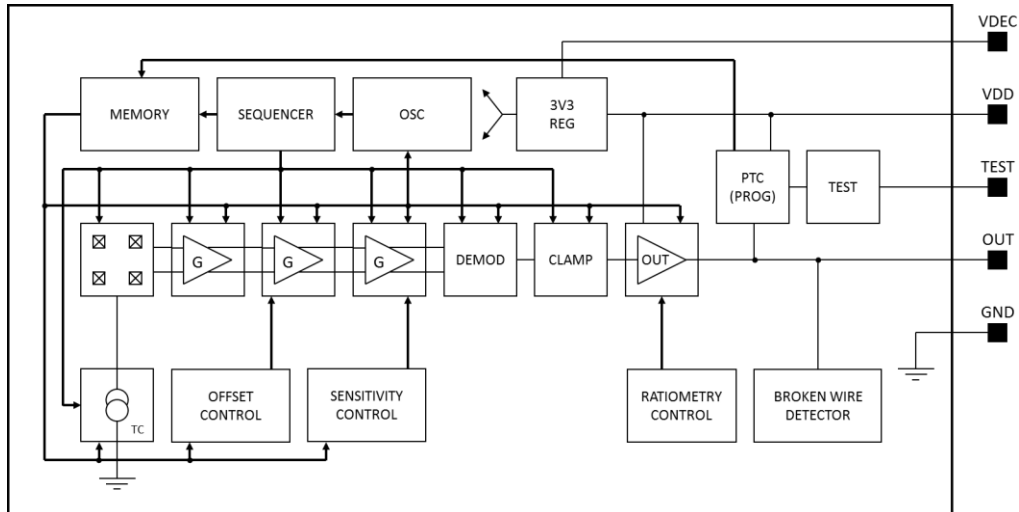 VDEC
MEMORY
SEQUENCER
OSC
3V3
REG
VDD
PTC
(PROG)
TEST
TEST
G
G
G
DEMOD
CLAMP
OUT
OUT
GND
TC
OFFSET
CONTROL
SENSITIVITY
CONTROL
RATIOMETRY
CONTROL
BROKEN WIRE
DETECTOR